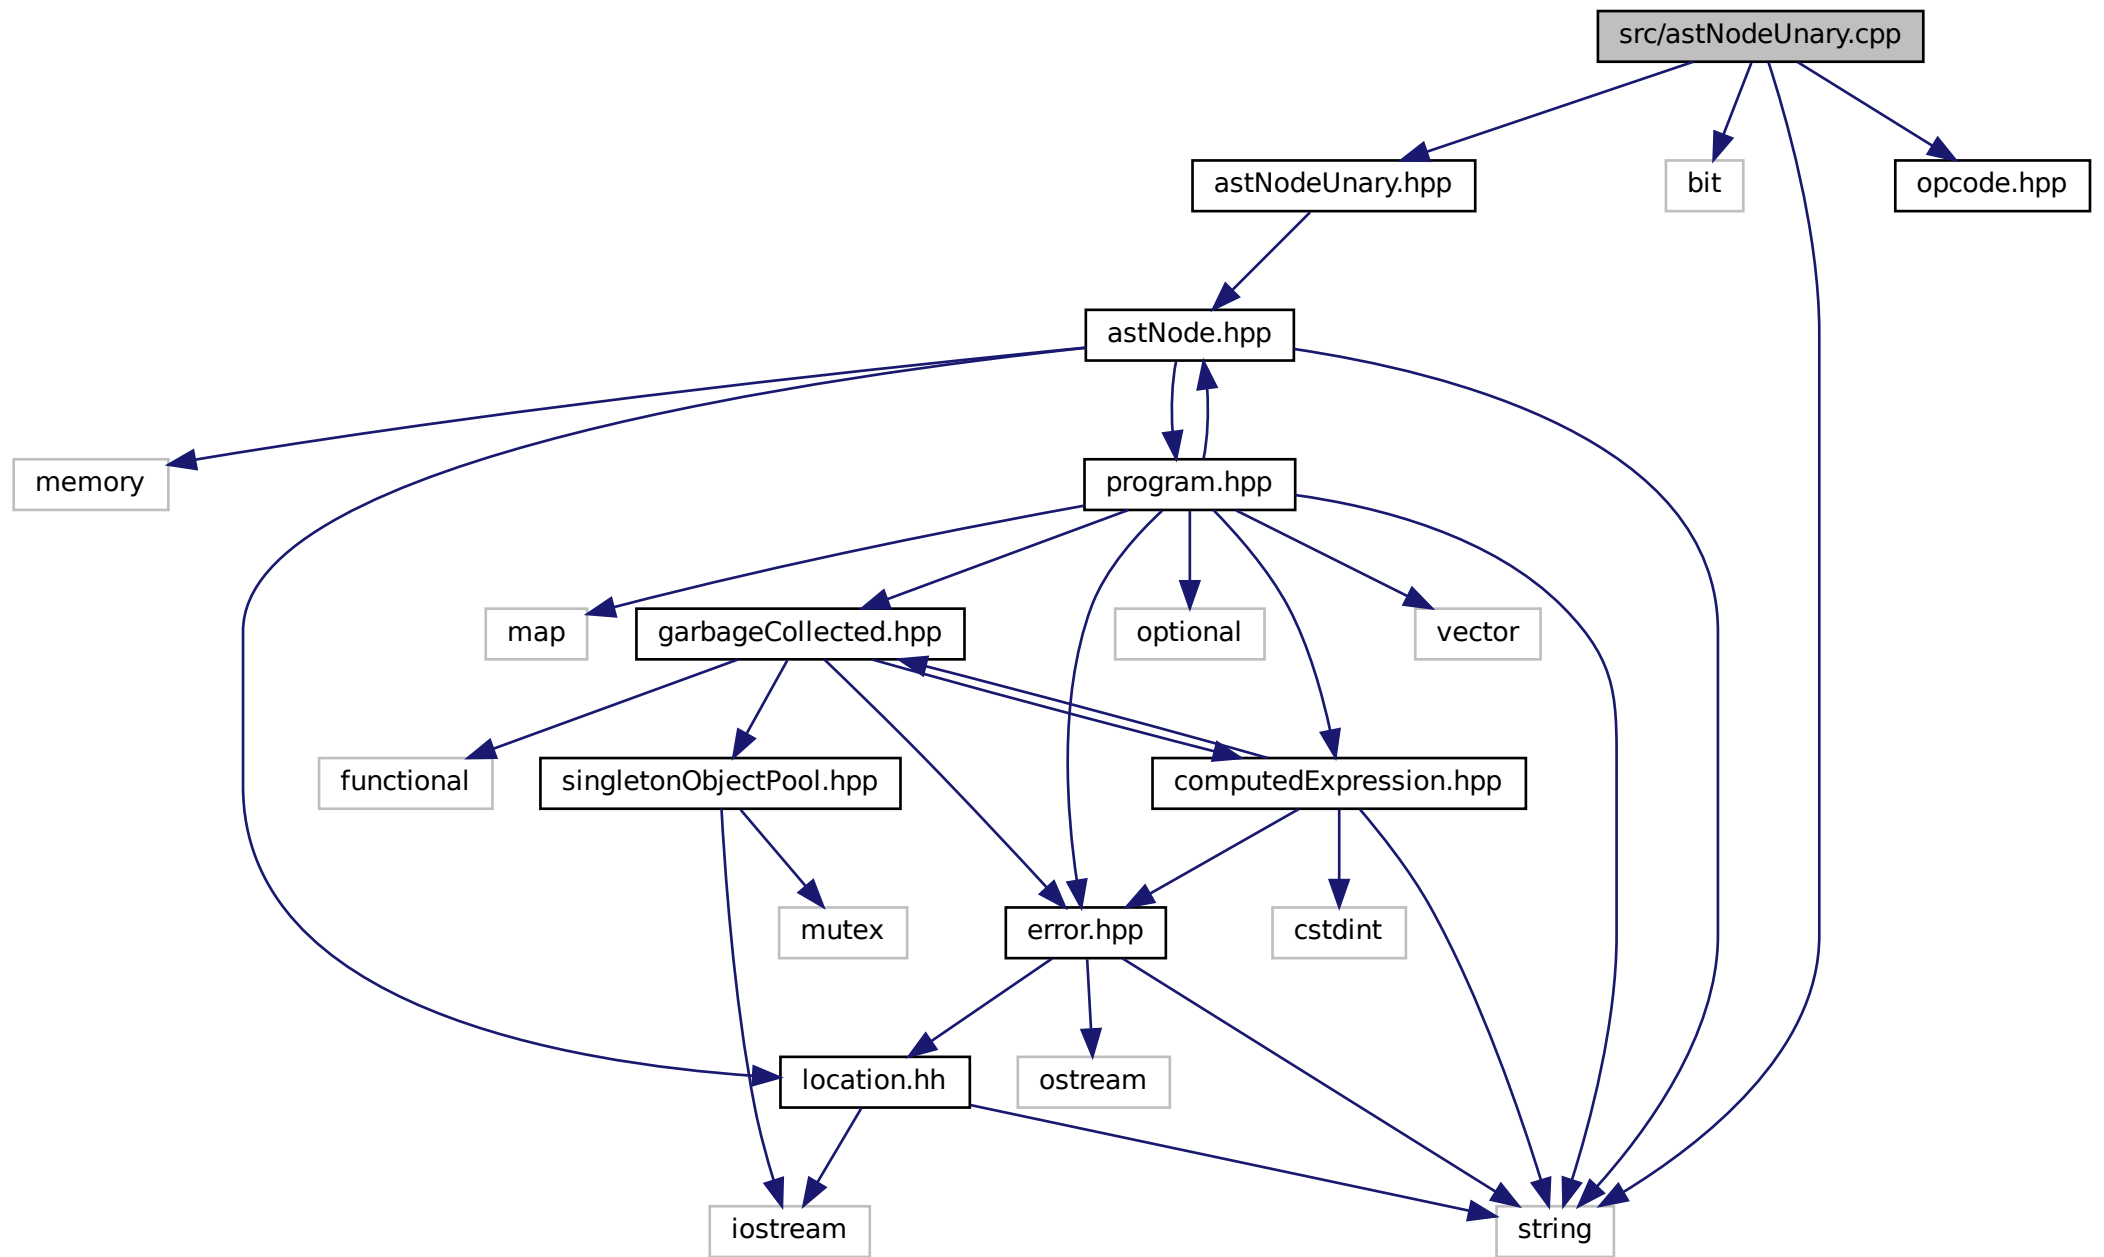 src/astNodeUnary.cpp
astNodeUnary.hpp
bit
opcode.hpp
astNode.hpp
memory
program.hpp
map
garbageCollected.hpp
optional
vector
functional
singletonObjectPool.hpp
computedExpression.hpp
mutex
error.hpp
cstdint
location.hh
ostream
iostream
string